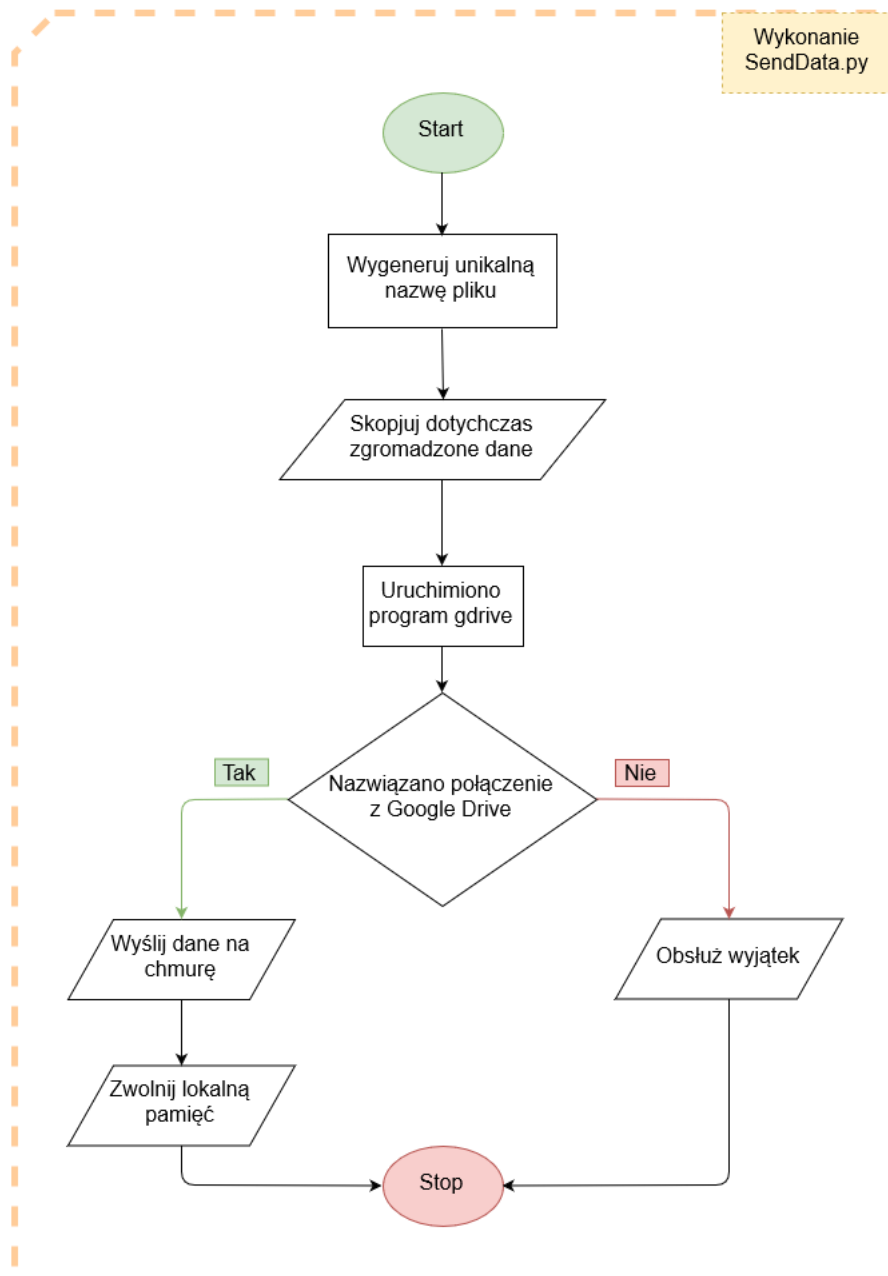 Wykonanie
SendData.py
Start
Wygeneruj unikalną
nazwę pliku
Skopjuj dotychczas
zgromadzone dane
Uruchimiono
program gdrive
Nazwiązano połączenie
z Google Drive
Tak
Nie
Wyślij dane na
chmurę
Obsłuż wyjątek
Zwolnij lokalną
pamięć
Stop